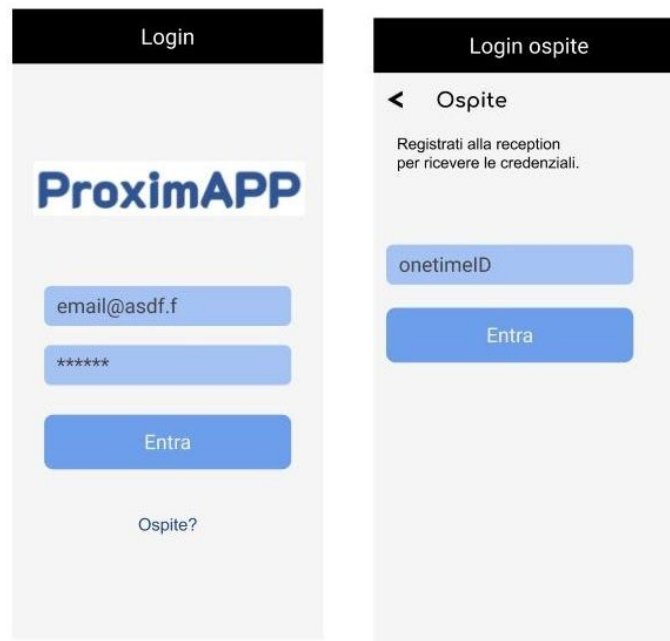 Login
ProximAPP
email@asdf.f
******
Entra
Ospite?
Login ospite
< Ospite
Registrati alla reception
per ricevere le credenziali.
onetimeID
Entra